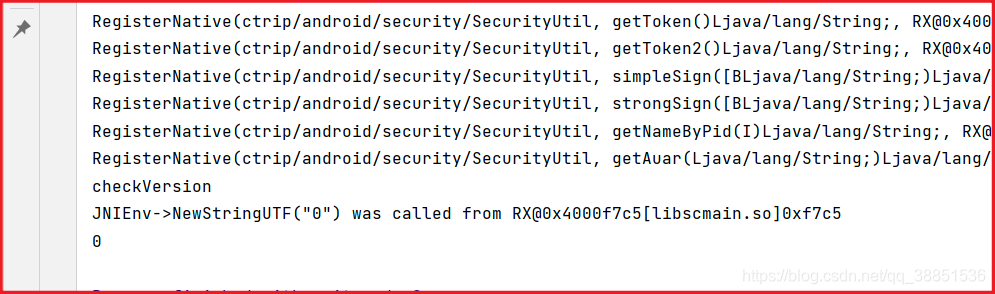 RegisterNative(ctrip/android/security/SecurityUtil, getToken()Ljava/lang/String;, RX@0x400
RegisterNative(ctrip/android/security/SecurityUtil, getToken2()Ljava/lang/String;, RX@0x40
RegisterNative(ctrip/android/security/SecurityUtil, simpleSign([BLjava/lang/String;)Ljava/
RegisterNative(ctrip/android/security/SecurityUtil, strongSign([BLjava/lang/String;)Ljava/
RegisterNative(ctrip/android/security/SecurityUtil, getNameByPid(I)Ljava/lang/String;, RX@
RegisterNative(ctrip/android/security/SecurityUtil, getAuar(Ljava/lang/String;)Ljava/lang/
checkVersion
JNIEnv->NewStringUTF("0") was called from RX@0x4000f7c5[libscmain.so]0xf7c5
0
https://blog.csdn.net/qq_38851536